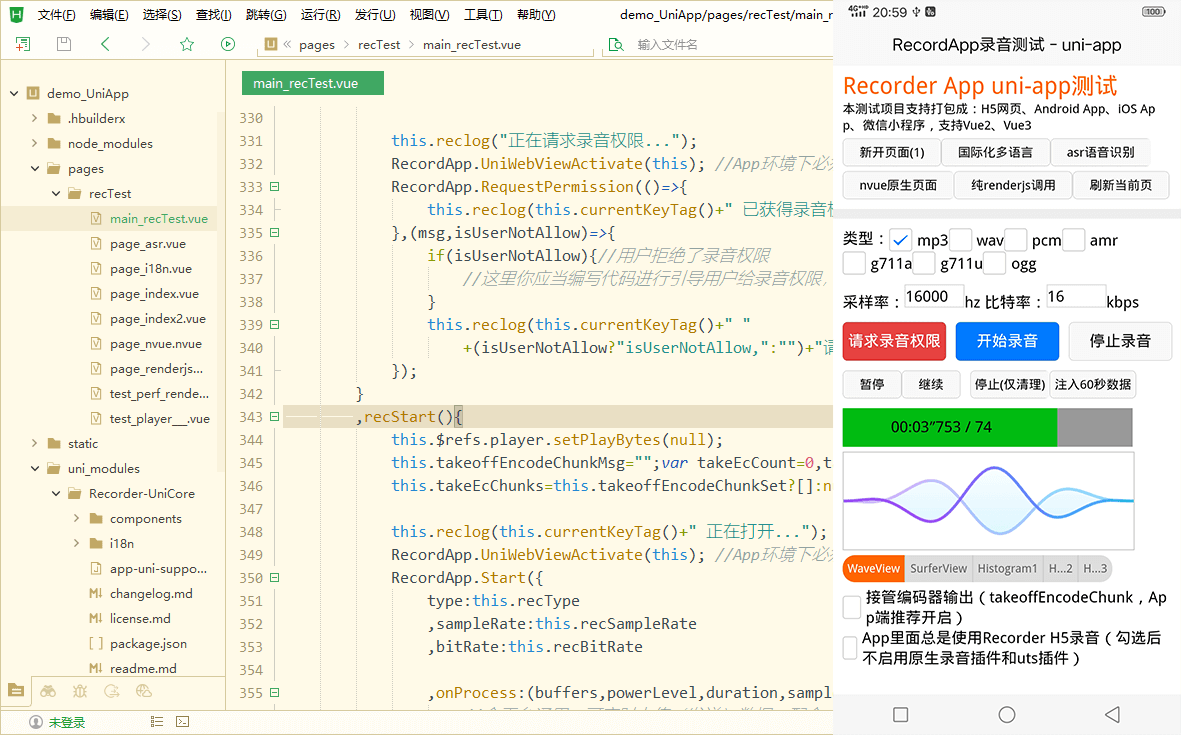 文件(F) 编辑(E) 选择(S) 查找(I) 跳转(G) 运行(R) 发行(U) 视图(V) 工具(T) 帮助(Y) demo_UniApp/pages/recTest/main_r
U « pages > recTest > main_recTest.vue 输入文件名
demo_UniApp
.hbuilderx
node_modules
pages
recTest
main_recTest.vue
page_asr.vue
page_i18n.vue
page_index.vue
page_index2.vue
page_nvue.nvue
page_renderjs...
test_perf_rende...
test_player__.vue
static
uni_modules
Recorder-UniCore
components
i18n
app-uni-suppo...
changelog.md
license.md
package.json
readme.md
未登录
main_recTest.vue
330
331 this.reclog("正在请求录音权限...");
332 RecordApp.UniWebViewActivate(this); //App环境下必
333 RecordApp.RequestPermission(()=>{
334 this.reclog(this.currentKeyTag()+" 已获得录音
335 },(msg,isUserNotAllow)=>{
336 if(isUserNotAllow){//用户拒绝了录音权限
337 //这里你应当编写代码进行引导用户给录音权限，
338 }
339 this.reclog(this.currentKeyTag()+" "
340 +(isUserNotAllow?"isUserNotAllow,":"")+"请
341 });
342 }
343 ,recStart(){
344 this.$refs.player.setPlayBytes(null);
345 this.takeoffEncodeChunkMsg="";var takeEcCount=0,t
346 this.takeEcChunks=this.takeoffEncodeChunkSet?[]:n
347
348 this.reclog(this.currentKeyTag()+" 正在打开...");
349 RecordApp.UniWebViewActivate(this); //App环境下必
350 RecordApp.Start({
351 type:this.recType
352 ,sampleRate:this.recSampleRate
353 ,bitRate:this.recBitRate
354
355 ,onProcess:(buffers,powerLevel,duration,sampl
4G 20:59 100
RecordApp录音测试 - uni-app
Recorder App uni-app测试
本测试项目支持打包成：H5网页、Android App、iOS Ap
p、微信小程序，支持Vue2、Vue3
新开页面(1) 国际化多语言 asr语音识别
nvue原生页面 纯renderjs调用 刷新当前页
类型： mp3 wav pcm amr
g711a g711u ogg
采样率：16000 hz 比特率：16 kbps
请求录音权限 开始录音 停止录音
暂停 继续 停止(仅清理) 注入60秒数据
00:03″753 / 74
WaveView SurferView Histogram1 H...2 H...3
接管编码器输出（takeoffEncodeChunk，Ap
p端推荐开启）
App里面总是使用Recorder H5录音（勾选后
不启用原生录音插件和uts插件）